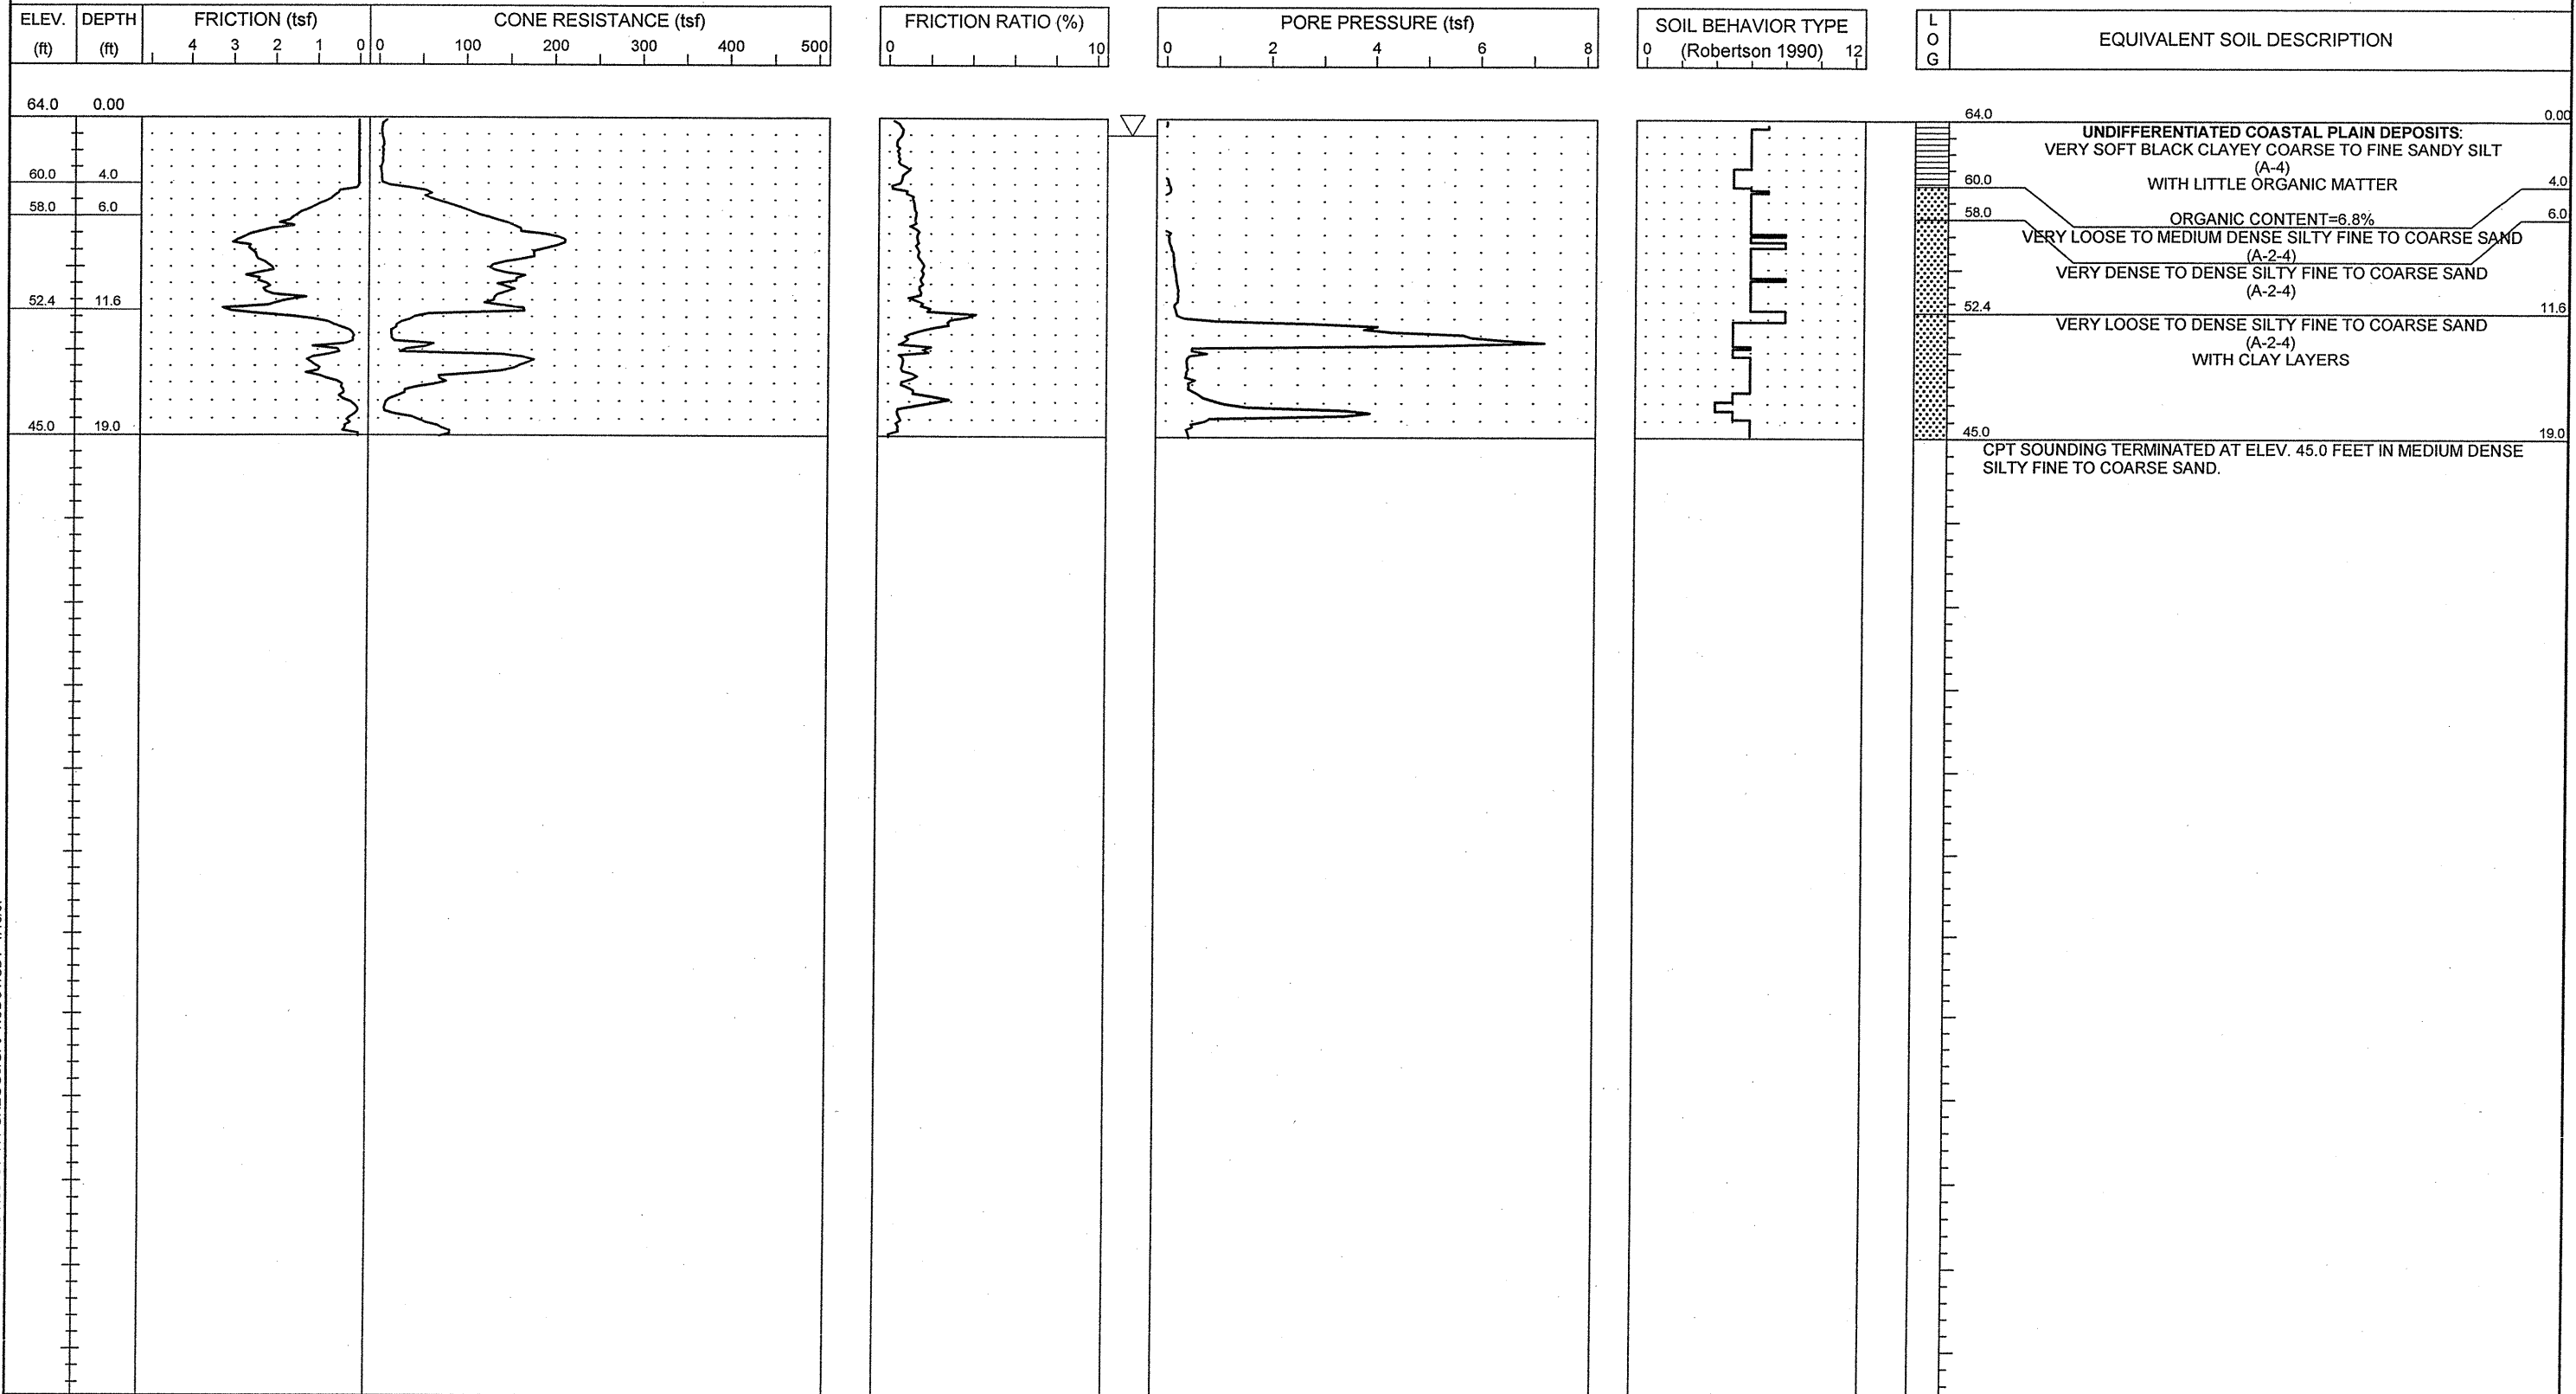 ELEV. DEPTH FRICTION (tsf) CONE RESISTANCE (tsf) FRICTION RATIO (%) PORE PRESSURE (tsf) SOIL BEHAVIOR TYPE L
(ft) (ft) 4 3 2 1 0 0 100 200 300 400 500 0 10 0 2 4 6 8 0 (Robertson 1990) 12 O EQUIVALENT SOIL DESCRIPTION
G
64.0 0.00
64.0 0.00
UNDIFFERENTIATED COASTAL PLAIN DEPOSITS:
VERY SOFT BLACK CLAYEY COARSE TO FINE SANDY SILT
(A-4)
60.0 4.0 60.0 WITH LITTLE ORGANIC MATTER 4.0
58.0 6.0 58.0 ORGANIC CONTENT=6.8% 6.0
VERY LOOSE TO MEDIUM DENSE SILTY FINE TO COARSE SAND
(A-2-4)
VERY DENSE TO DENSE SILTY FINE TO COARSE SAND
(A-2-4)
52.4 11.6 52.4 11.6
VERY LOOSE TO DENSE SILTY FINE TO COARSE SAND
(A-2-4)
WITH CLAY LAYERS
45.0 19.0 45.0 19.0
CPT SOUNDING TERMINATED AT ELEV. 45.0 FEET IN MEDIUM DENSE
SILTY FINE TO COARSE SAND.